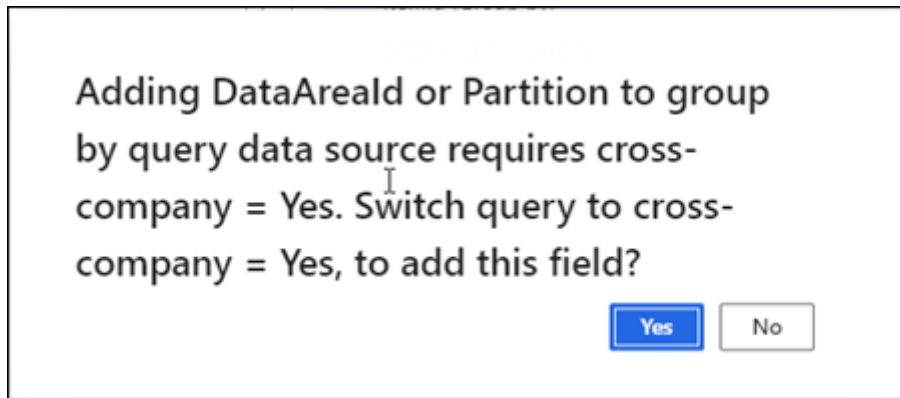 Adding DataAreaId or Partition to group
by query data source requires cross-
company = Yes. Switch query to cross-
company = Yes, to add this field?
Yes No